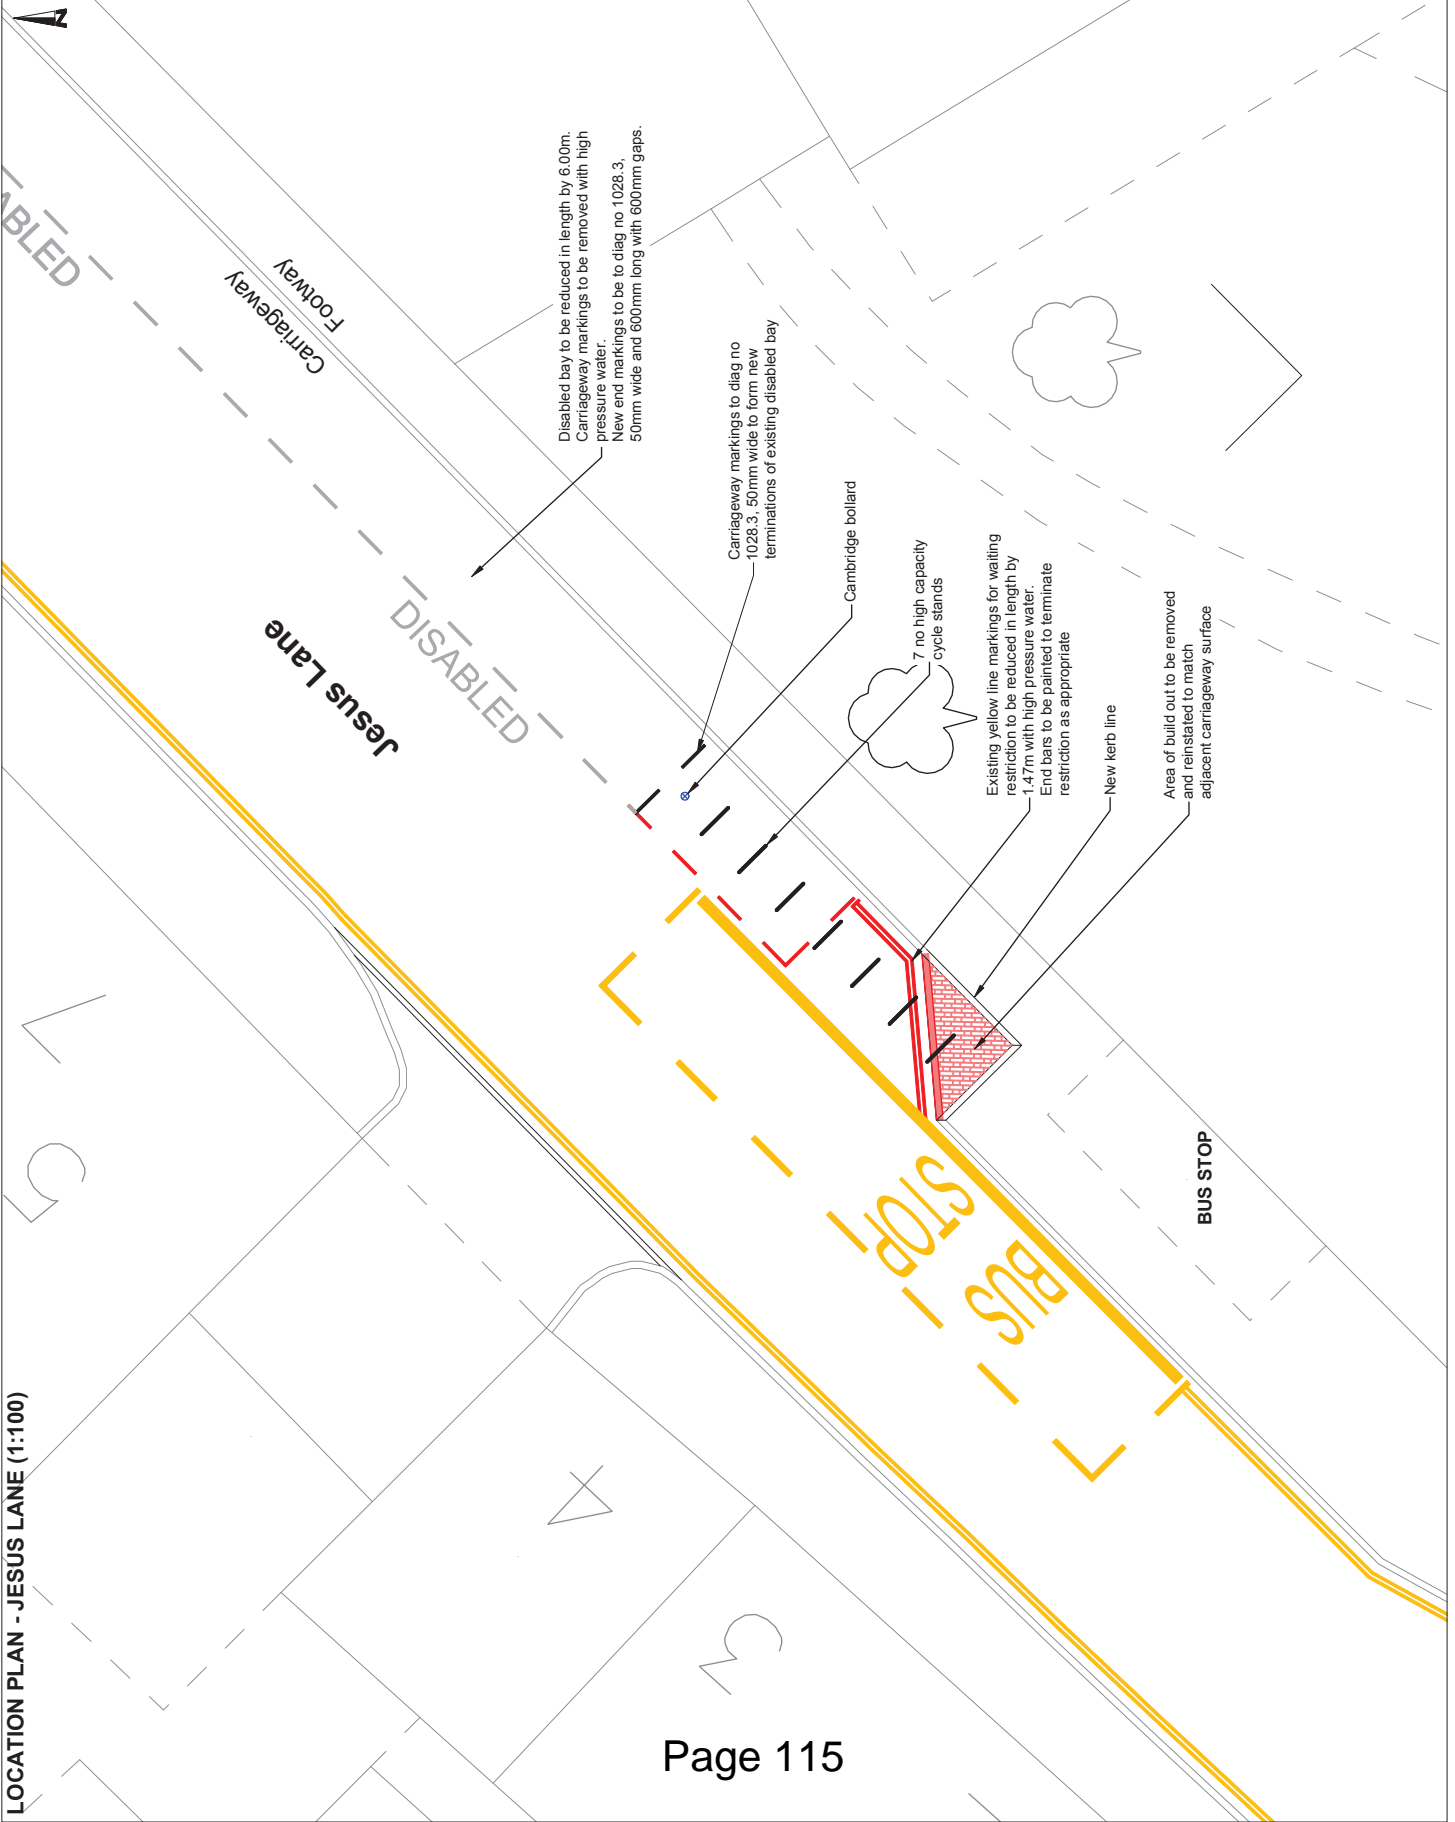 LOCATION PLAN - JESUS LANE (1:100)
N
ABLED
Carriageway
Footway
Disabled bay to be reduced in length by 6.00m.
Carriageway markings to be removed with high
pressure water.
New end markings to be to diag no 1028.3,
50mm wide and 600mm long with 600mm gaps.
Jesus Lane
DISABLED
Carriageway markings to diag no
1028.3, 50mm wide to form new
terminations of existing disabled bay
Cambridge bollard
7 no high capacity
cycle stands
Existing yellow line markings for waiting
restriction to be reduced in length by
1.47m with high pressure water.
End bars to be painted to terminate
restriction as appropriate
New kerb line
Area of build out to be removed
and reinstated to match
adjacent carriageway surface
BUS
STOP
BUS STOP
7
5
4
3
Page 115